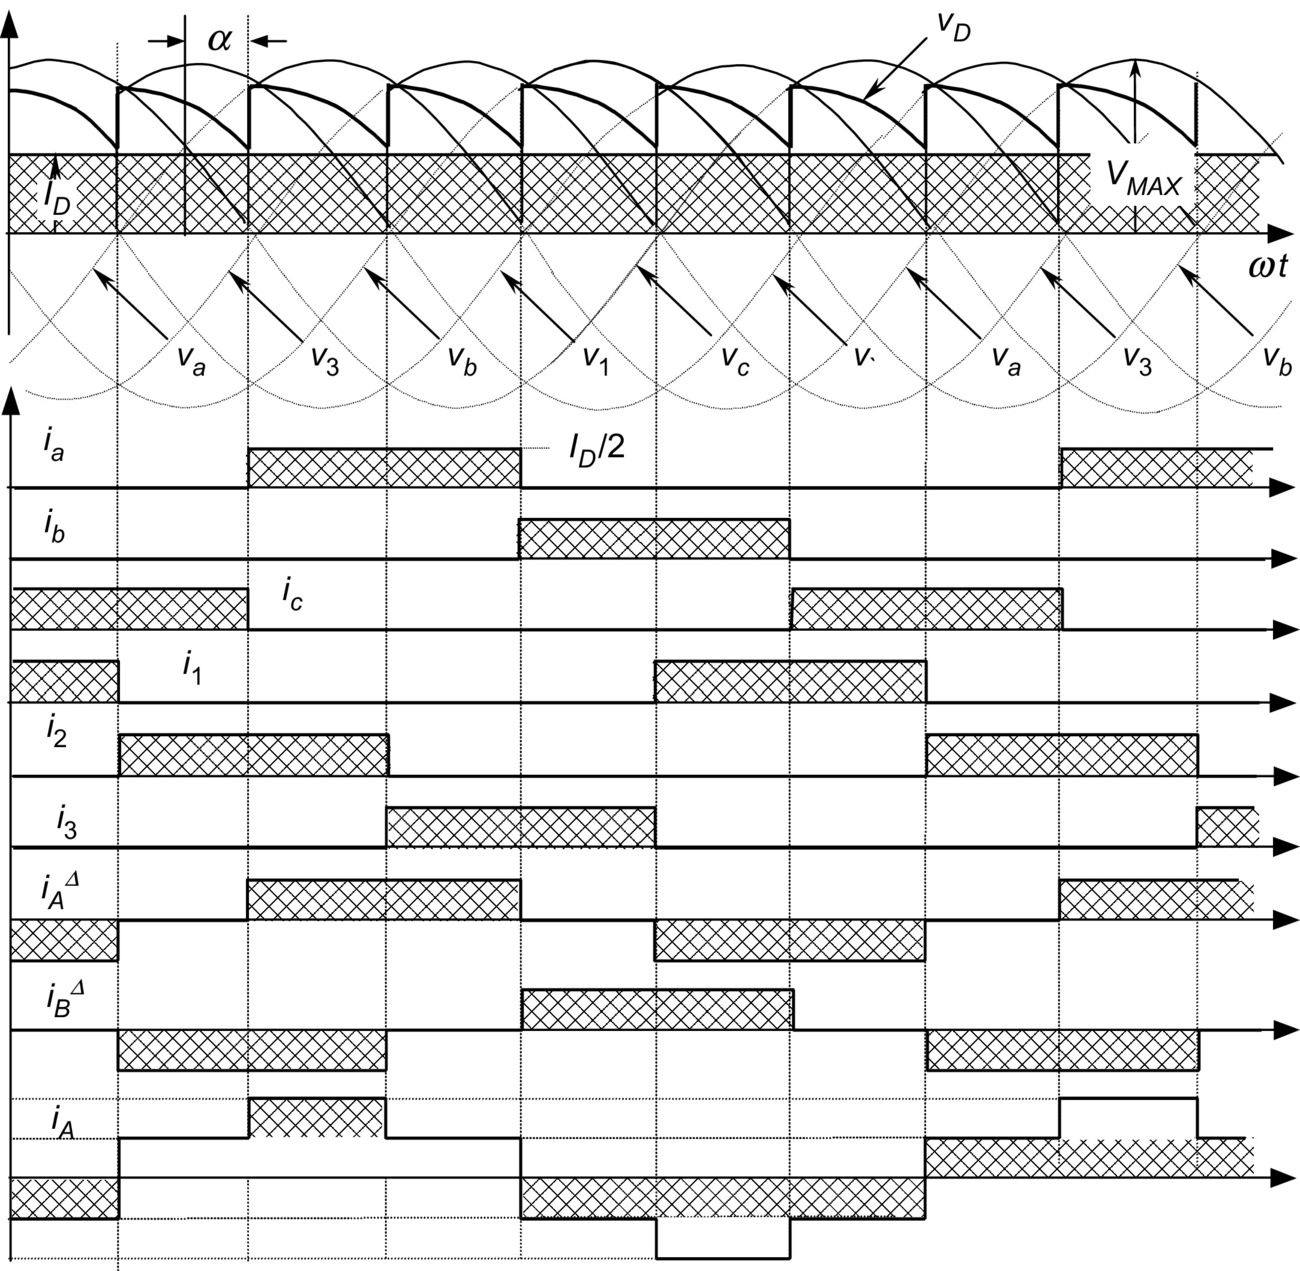 α
v_D
I_D
V_MAX
ωt
v_a v_3 v_b v_1 v_c v_a v_3 v_b
i_a
I_D/2
i_b
i_c
i_1
i_2
i_3
i_A^Δ
i_B^Δ
i_A